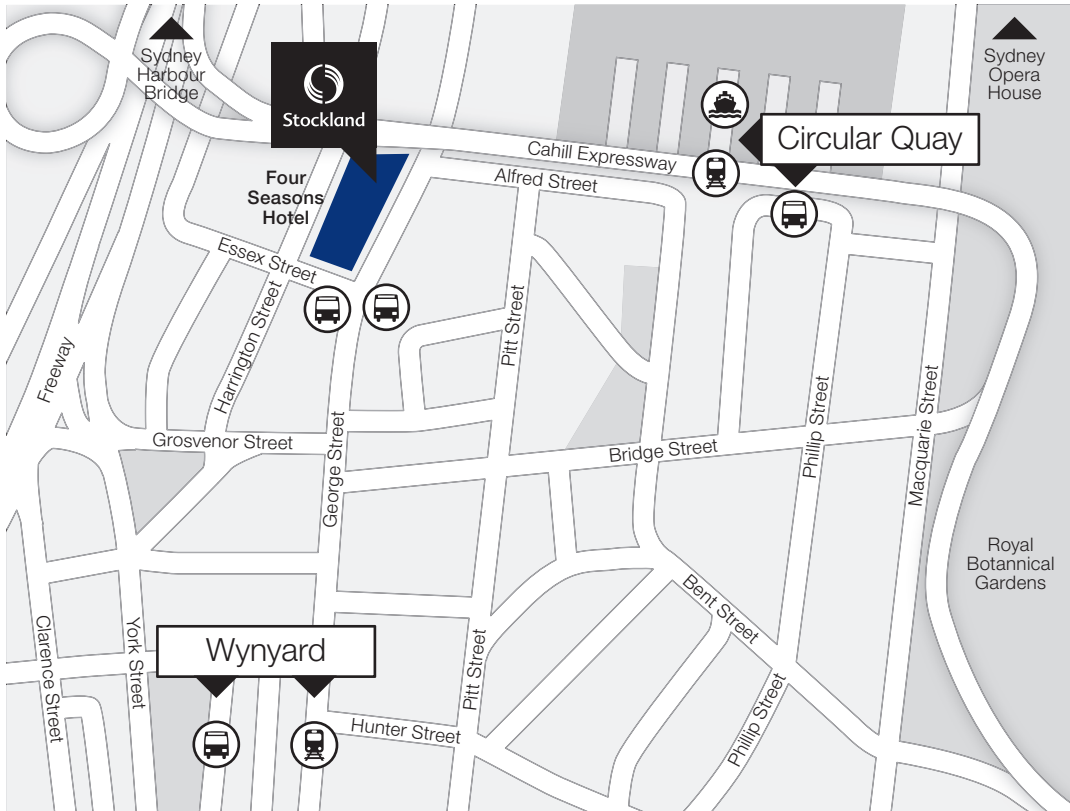 Sydney
Harbour
Bridge
Stockland
Sydney
Opera
House
Circular Quay
Cahill Expressway
Alfred Street
Four
Seasons
Hotel
Essex Street
Harrington Street
Freeway
Pitt Street
Grosvenor Street
George Street
Bridge Street
Phillip Street
Macquarie Street
Royal
Botannical
Gardens
Bent Street
Clarence Street
York Street
Wynyard
Pitt Street
Hunter Street
Phillip Street